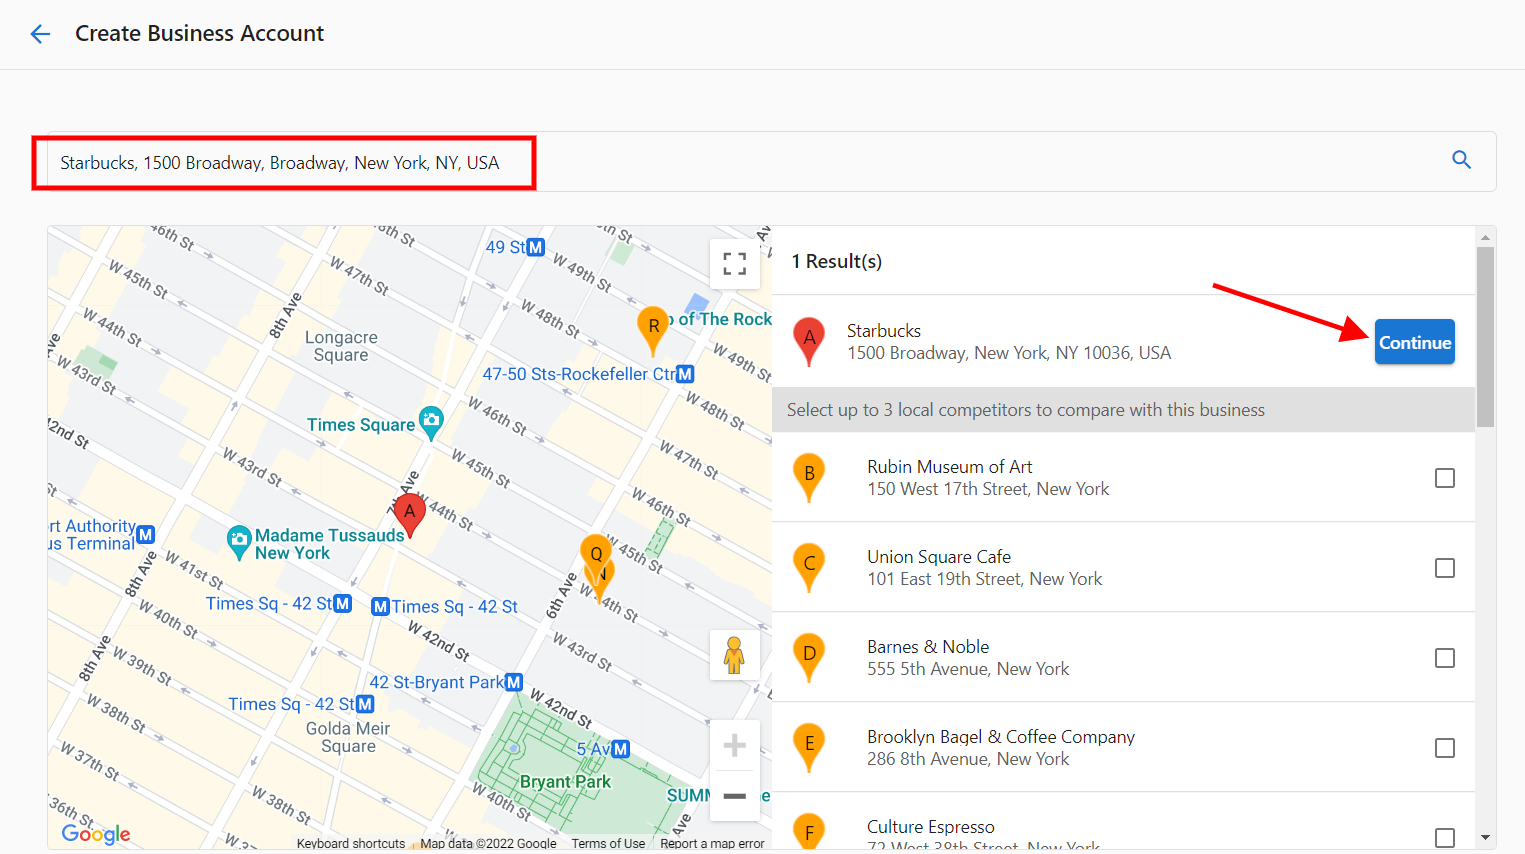 Create Business Account
Starbucks, 1500 Broadway, Broadway, New York, NY, USA
46th St
W 45th St
W 44th St
W 43rd St
42nd St
W 47th St
8th Ave
Longacre
Square
49 St M
W 49th St
W 48th St
R
p of The Rock
47-50 Sts-Rockefeller Ctr M
W 49th St
W 48th St
W 46th St
Times Square
W 45th St
W 47th St
W 43rd St
7th Ave
W 44th St
W 46th St
A
rt Authority
us Terminal M
Madame Tussauds
New York
Q
N
W 45th St
W 44th St
W 41st St
8th Ave
6th Ave
Times Sq - 42 St M
M Times Sq - 42 St
W 40th St
W 42nd St
W 43rd St
8th Ave
W 39th St
42 St-Bryant Park M
W 42nd St
W 38th St
Times Sq - 42 St M
Golda Meir
Square
5 Av M
W 37th St
Bryant Park
W 38th St
W 40th St
SUMM
36th St
Google
Keyboard shortcuts
Map data ©2022 Google
Terms of Use
Report a map error
1 Result(s)
A
Starbucks
1500 Broadway, New York, NY 10036, USA
Continue
Select up to 3 local competitors to compare with this business
B
Rubin Museum of Art
150 West 17th Street, New York
C
Union Square Cafe
101 East 19th Street, New York
D
Barnes & Noble
555 5th Avenue, New York
E
Brooklyn Bagel & Coffee Company
286 8th Avenue, New York
F
Culture Espresso
72 West 38th Street, New York